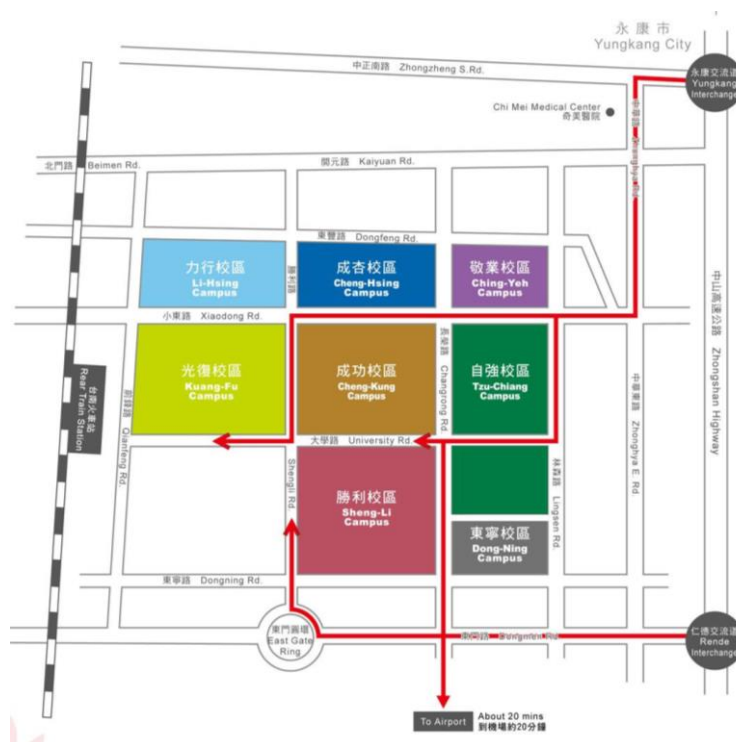 永康市
Yungkang City
永康交流道
Yungkang
Interchange
中正南路 Zhongzheng S.Rd.
Chi Mei Medical Center
奇美醫院
北門路 Beimen Rd.
開元路 Kaiyuan Rd.
東豐路 Dongfeng Rd.
力行校區
Li-Hsing
Campus
勝利路
成杏校區
Cheng-Hsing
Campus
敬業校區
Ching-Yeh
Campus
小東路 Xiaodong Rd.
中山高速公路 Zhongshan Highway
光復校區
Kuang-Fu
Campus
成功校區
Cheng-Kung
Campus
長榮路 Changrong Rd.
自強校區
Tzu-Chiang
Campus
台南火車站
Rear Train Station
前鋒路 Qianfeng Rd.
中華東路 Zhonghya E. Rd.
大學路 University Rd.
Shengli Rd.
勝利校區
Sheng-Li
Campus
林森路 Lingsen Rd.
東寧校區
Dong-Ning
Campus
東寧路 Dongning Rd.
東門圓環
East Gate
Ring
仁德交流道
Rende
Interchange
To Airport
About 20 mins
到機場約20分鐘